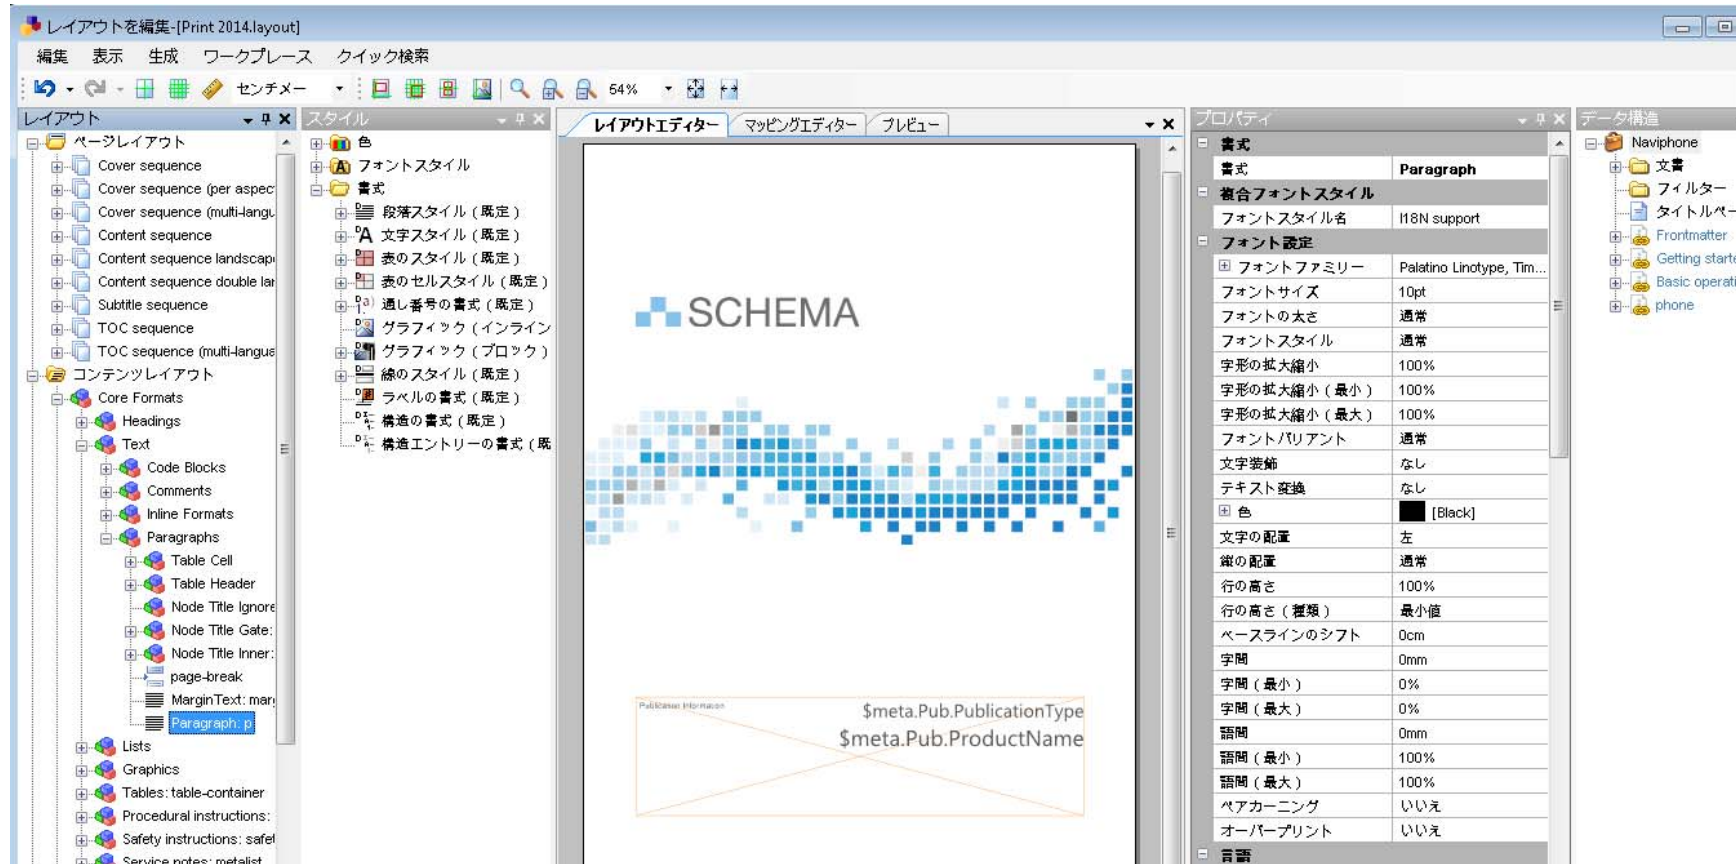 レイアウトを編集-[Print 2014.layout]
編集 表示 生成 ワークプレース クイック検索
センチメー 54%
レイアウト
ページレイアウト
Cover sequence
Cover sequence (per aspec
Cover sequence (multi-langu
Content sequence
Content sequence landscap
Content sequence double lan
Subtitle sequence
TOC sequence
TOC sequence (multi-langua
コンテンツレイアウト
Core Formats
Headings
Text
Code Blocks
Comments
Inline Formats
Paragraphs
Table Cell
Table Header
Node Title Ignore
Node Title Gate:
Node Title Inner:
page-break
MarginText: marg
Paragraph: p
Lists
Graphics
Tables: table-container
Procedural instructions:
Safety instructions: safet
Service notes: metalist
スタイル
色
フォントスタイル
書式
段落スタイル ( 既定 )
文字スタイル ( 既定 )
表のスタイル ( 既定 )
表のセルスタイル ( 既定 )
通し番号の書式 ( 既定 )
グラフィック ( インライン
グラフィック ( ブロック )
線のスタイル ( 既定 )
ラベルの書式 ( 既定 )
構造の書式 ( 既定 )
構造エントリーの書式 ( 既
レイアウトエディター マッピングエディター プレビュー
SCHEMA
Publication Information
$meta.Pub.PublicationType
$meta.Pub.ProductName
プロパティ
書式
書式 Paragraph
複合フォントスタイル
フォントスタイル名 I18N support
フォント設定
フォントファミリー Palatino Linotype, Tim...
フォントサイズ 10pt
フォントの太さ 通常
フォントスタイル 通常
字形の拡大縮小 100%
字形の拡大縮小 ( 最小 ) 100%
字形の拡大縮小 ( 最大 ) 100%
フォントバリアント 通常
文字装飾 なし
テキスト変換 なし
色 [Black]
文字の配置 左
縦の配置 通常
行の高さ 100%
行の高さ ( 種類 ) 最小値
ベースラインのシフト 0cm
字間 0mm
字間 ( 最小 ) 0%
字間 ( 最大 ) 0%
語間 0mm
語間 ( 最小 ) 100%
語間 ( 最大 ) 100%
ペアカーニング いいえ
オーバープリント いいえ
言語
データ構造
Naviphone
文書
フィルター
タイトルペー
Frontmatter
Getting starte
Basic operati
phone